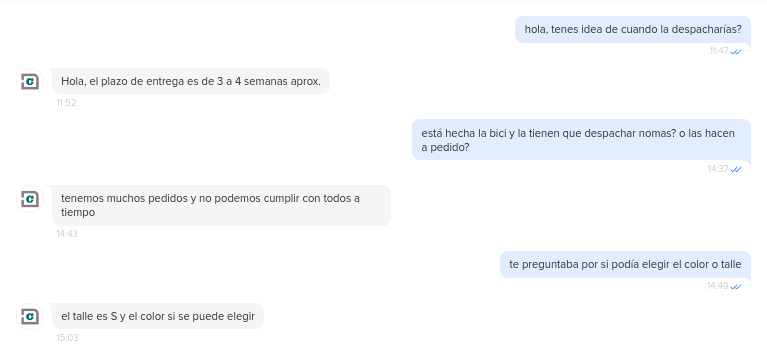 hola, tenes idea de cuando la despacharías?
11:47
Hola, el plazo de entrega es de 3 a 4 semanas aprox.
11:52
está hecha la bici y la tienen que despachar nomas? o las hacen
a pedido?
14:37
tenemos muchos pedidos y no podemos cumplir con todos a
tiempo
14:43
te preguntaba por si podía elegir el color o talle
14:49
el talle es S y el color si se puede elegir
15:03